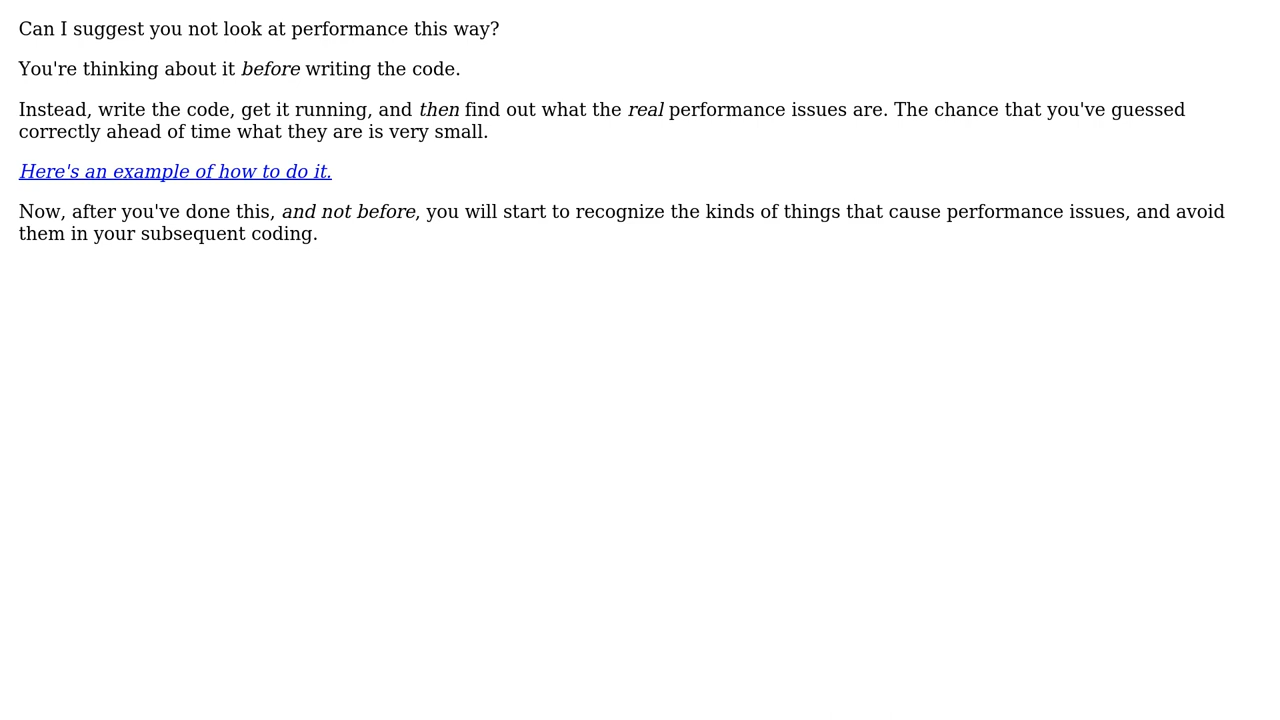 Can I suggest you not look at performance this way?
You're thinking about it before writing the code.
Instead, write the code, get it running, and then find out what the real performance issues are. The chance that you've guessed
correctly ahead of time what they are is very small.
Here's an example of how to do it.
Now, after you've done this, and not before, you will start to recognize the kinds of things that cause performance issues, and avoid
them in your subsequent coding.